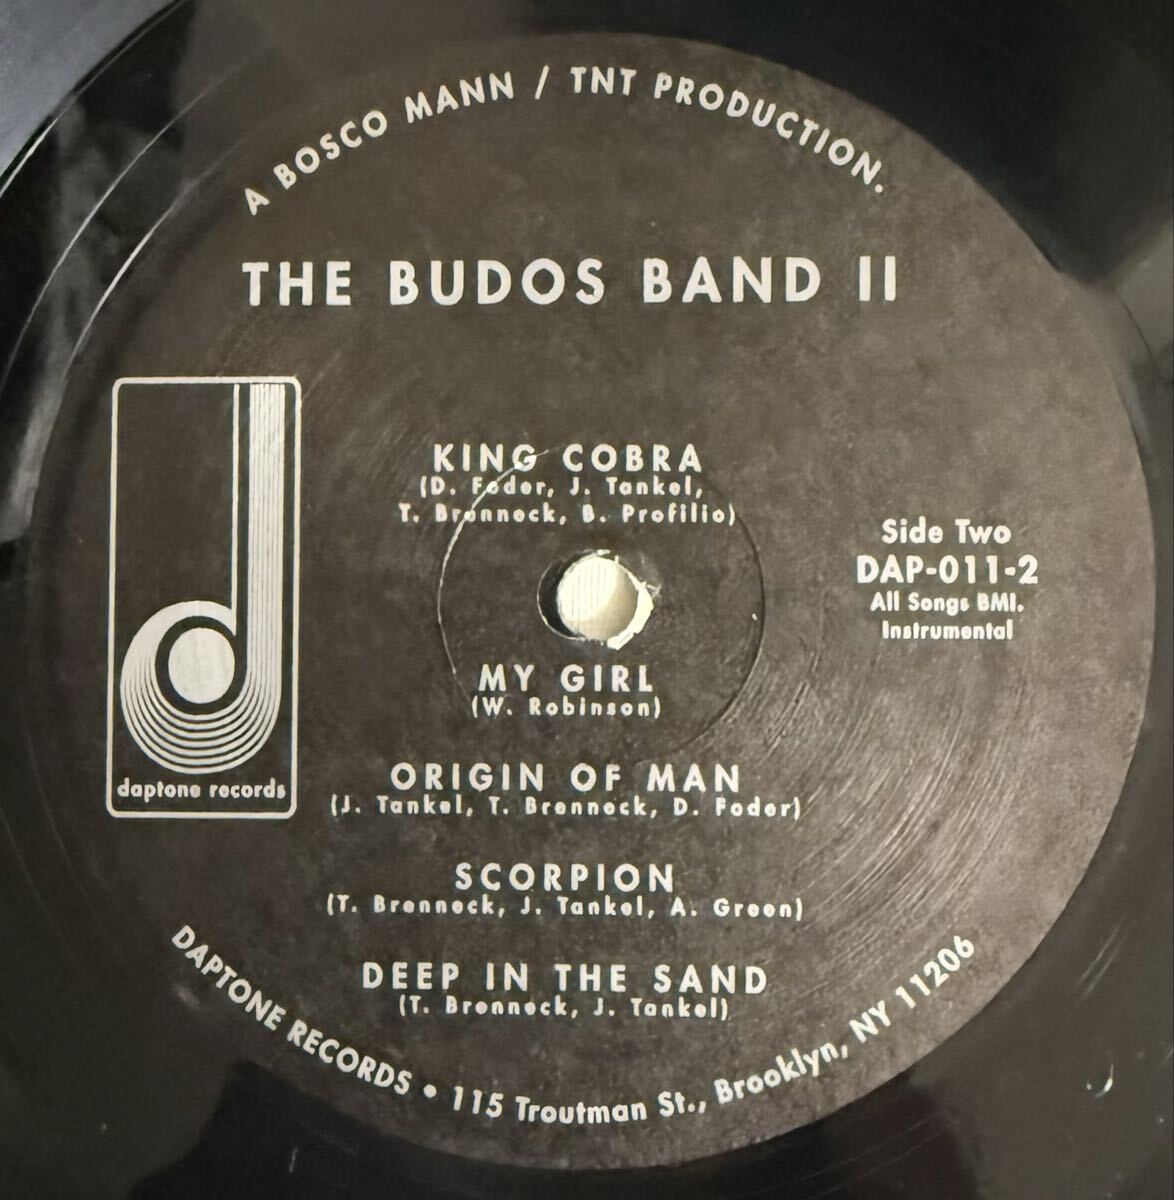 A BOSCO MANN / TNT PRODUCTION.
THE BUDOS BAND II
KING COBRA
(D. Foder, J. Tankel,
T. Brenneck, B. Profilio)
Side Two
DAP-011-2
All Songs BMI.
Instrumental
MY GIRL
(W. Robinson)
ORIGIN OF MAN
(J. Tankel, T. Brenneck, D. Foder)
daptone records
SCORPION
(T. Brenneck, J. Tankel, A. Green)
DEEP IN THE SAND
(T. Brenneck, J. Tankel)
DAPTONE RECORDS • 115 Troutman St., Brooklyn, NY 11206